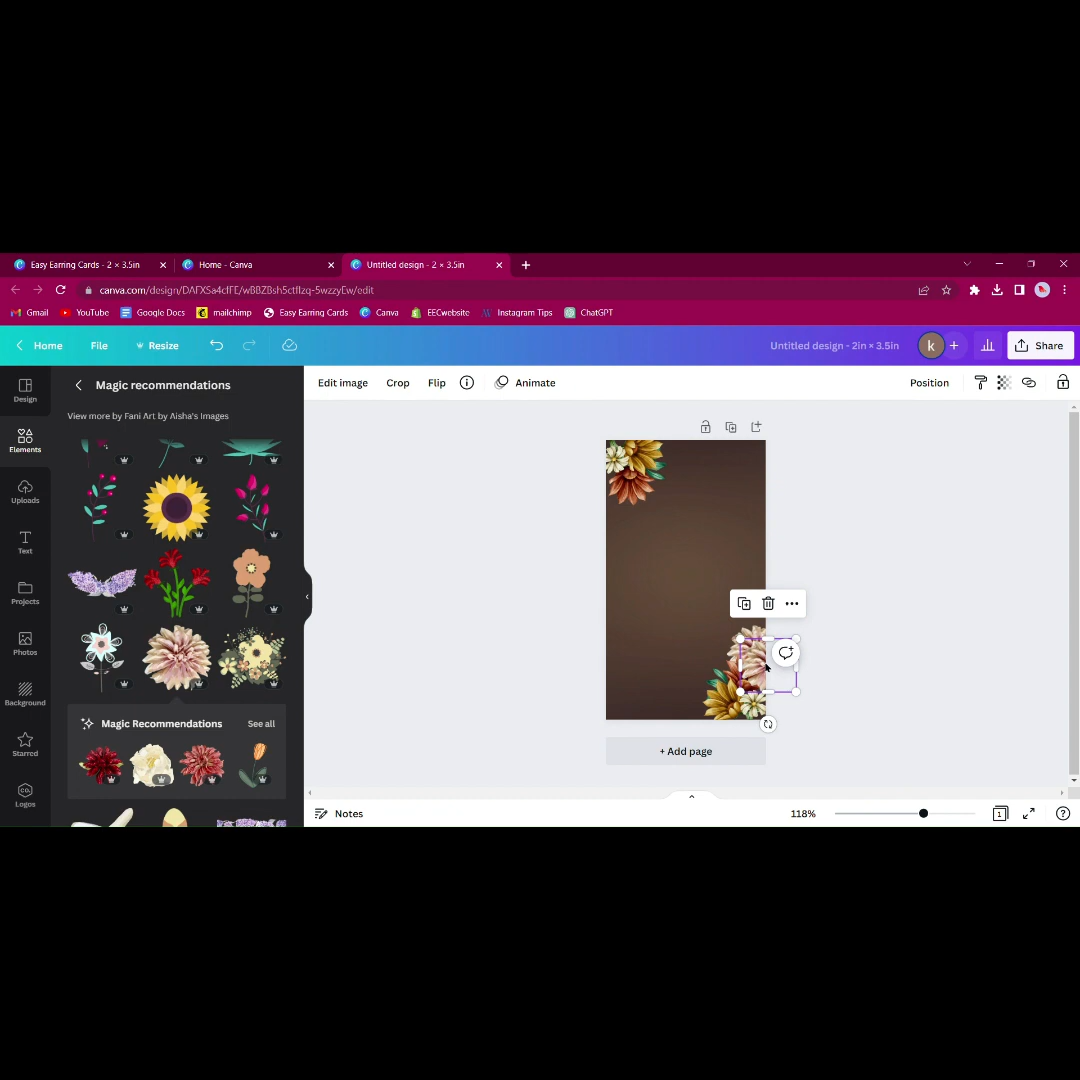 Easy Earring Cards - 2 × 3.5in
Home - Canva
Untitled design - 2 × 3.5in
Gmail
YouTube
Google Docs
mailchimp
Easy Earring Cards
Canva
EECwebsite
Instagram Tips
ChatGPT
Home
File
Resize
Untitled design - 2in × 3.5in
k
Share
Design
Elements
Uploads
Text
Projects
Photos
Background
Starred
Logos
Magic recommendations
View more by Fani Art by Aisha's Images
Magic Recommendations
See all
Edit image
Crop
Flip
Animate
Position
+ Add page
Notes
118%
1